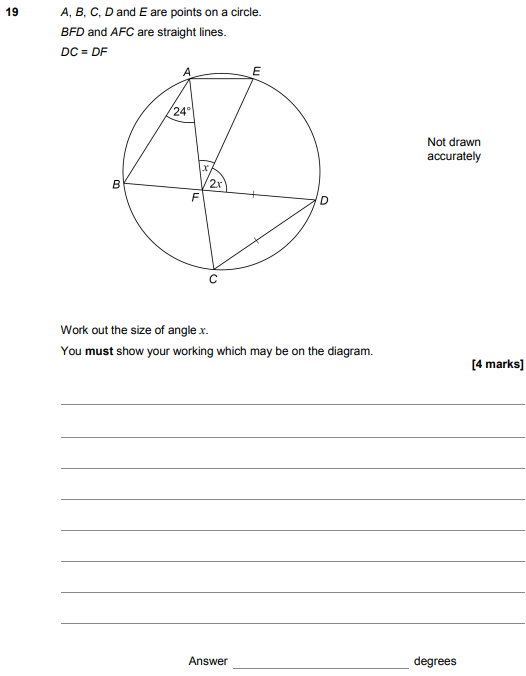 19 A, B, C, D and E are points on a circle.
BFD and AFC are straight lines.
DC = DF
A E
24°
Not drawn
accurately
x
B 2x
F D
C
Work out the size of angle x.
You must show your working which may be on the diagram.
[4 marks]
Answer degrees